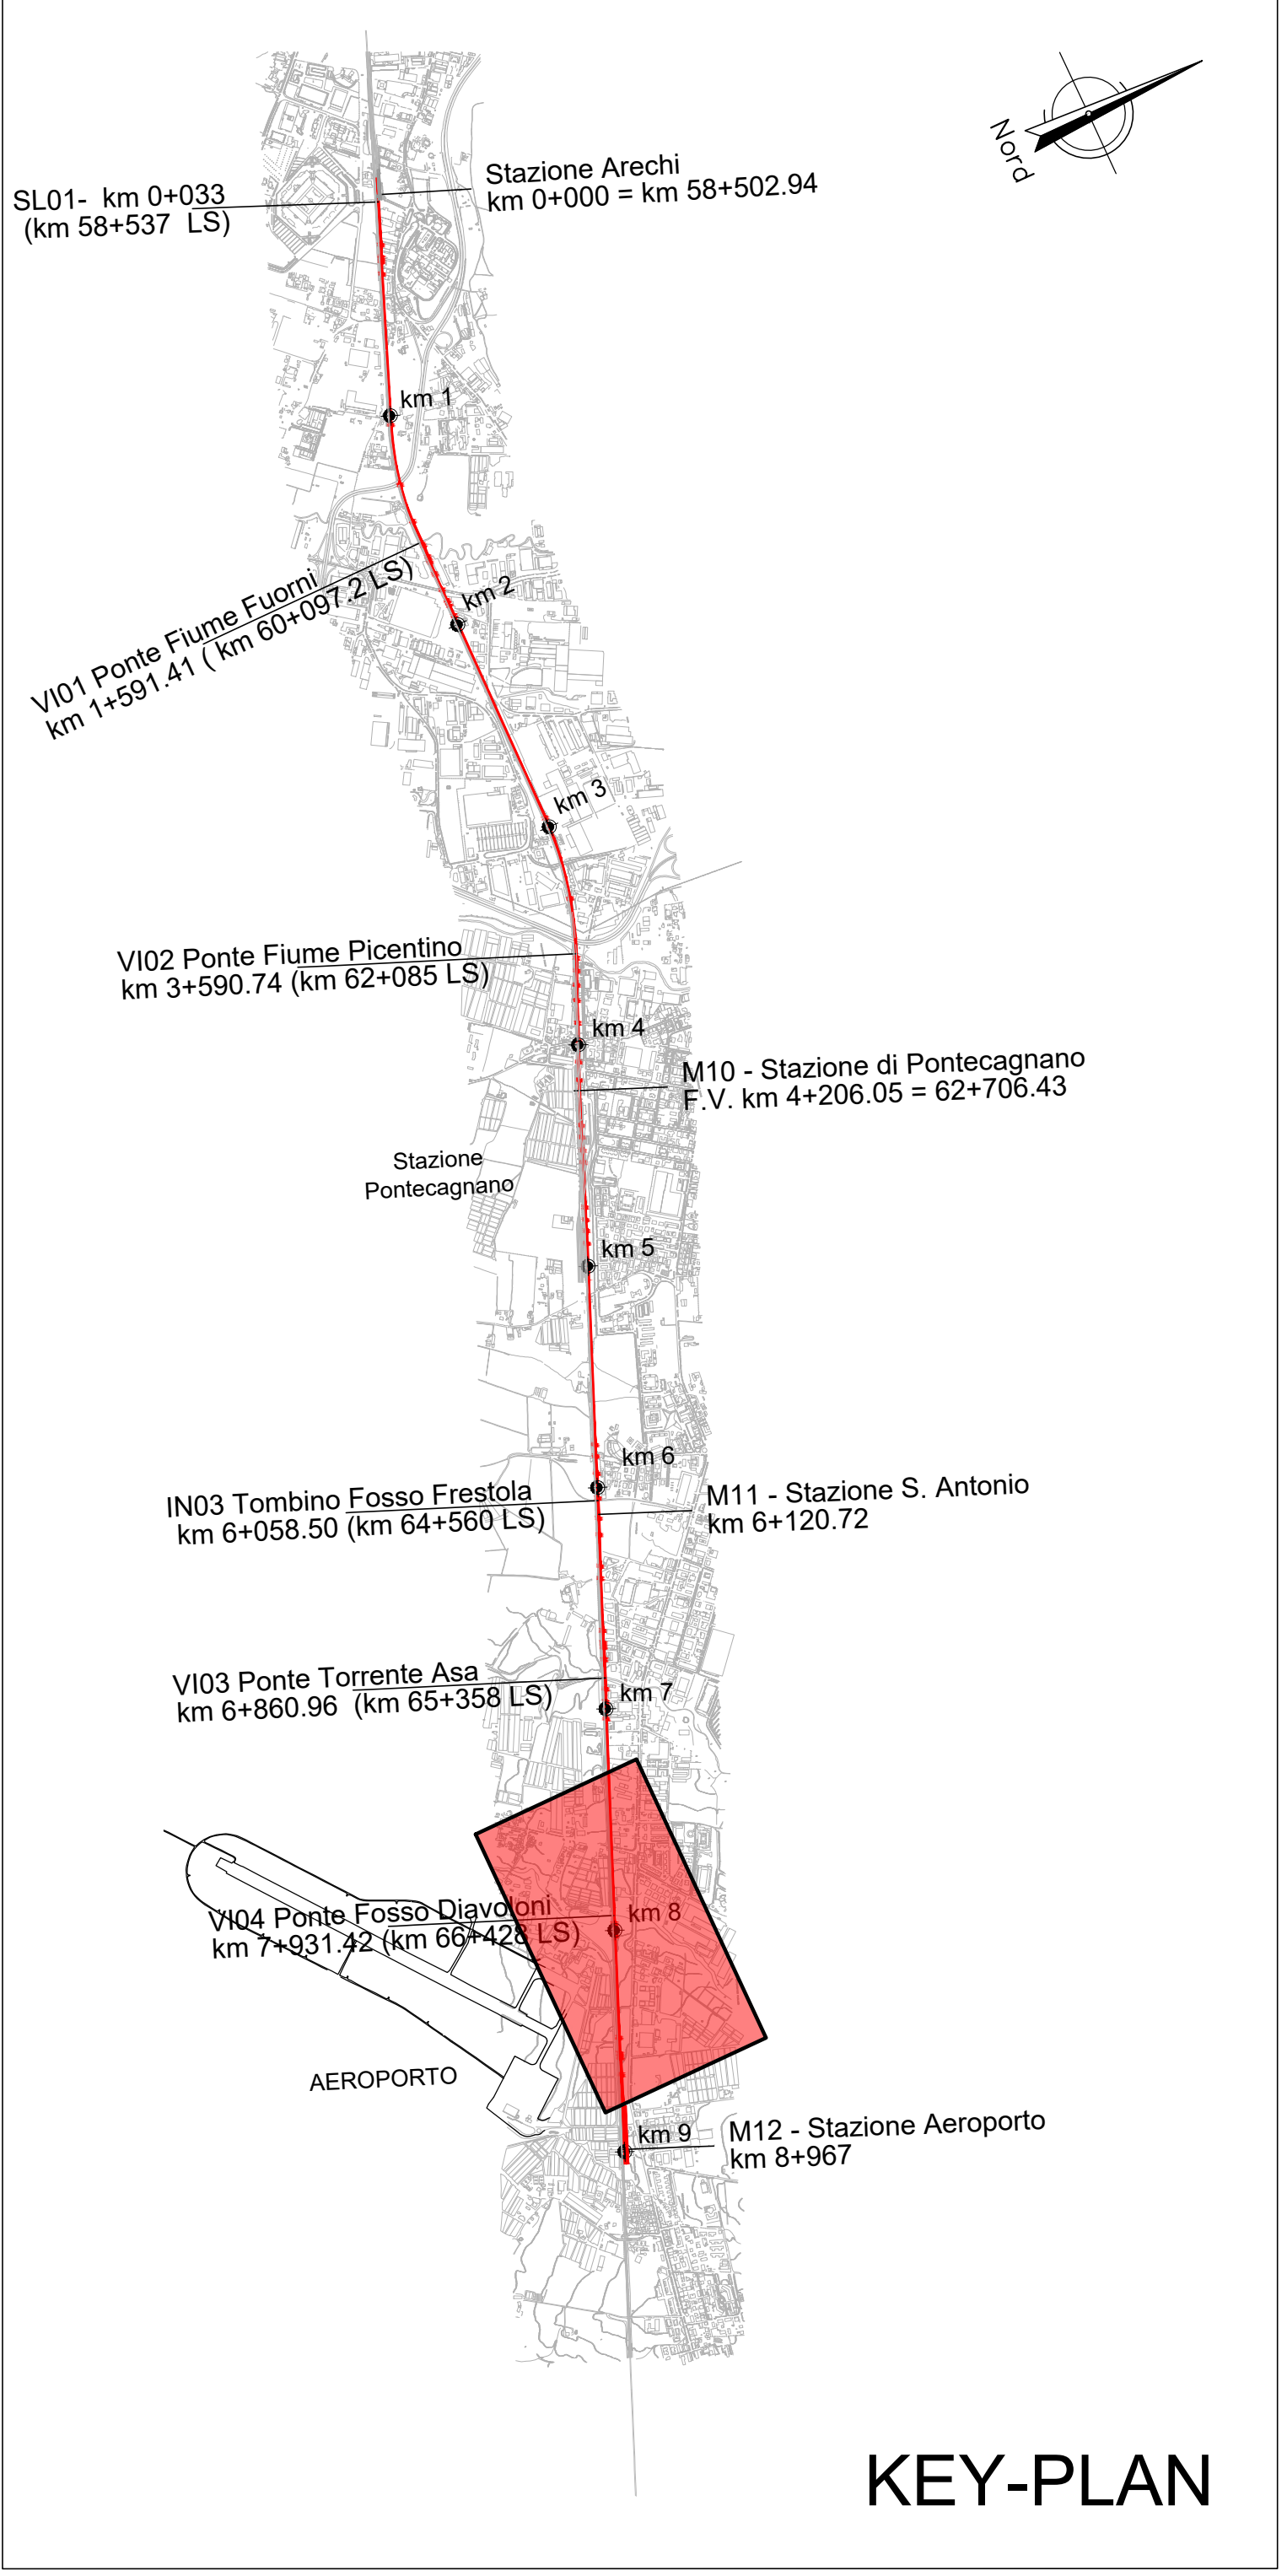 Nord
Stazione Arechi
km 0+000 = km 58+502.94
SL01- km 0+033
(km 58+537 LS)
km 1
VI01 Ponte Fiume Fuorni
km 1+591.41 ( km 60+097.2 LS)
km 2
km 3
VI02 Ponte Fiume Picentino
km 3+590.74 (km 62+085 LS)
km 4
M10 - Stazione di Pontecagnano
F.V. km 4+206.05 = 62+706.43
Stazione
Pontecagnano
km 5
km 6
IN03 Tombino Fosso Frestola
km 6+058.50 (km 64+560 LS)
M11 - Stazione S. Antonio
km 6+120.72
VI03 Ponte Torrente Asa
km 6+860.96 (km 65+358 LS)
km 7
VI04 Ponte Fosso Diavoloni
km 7+931.42 (km 66+428 LS)
km 8
AEROPORTO
km 9
M12 - Stazione Aeroporto
km 8+967
KEY-PLAN